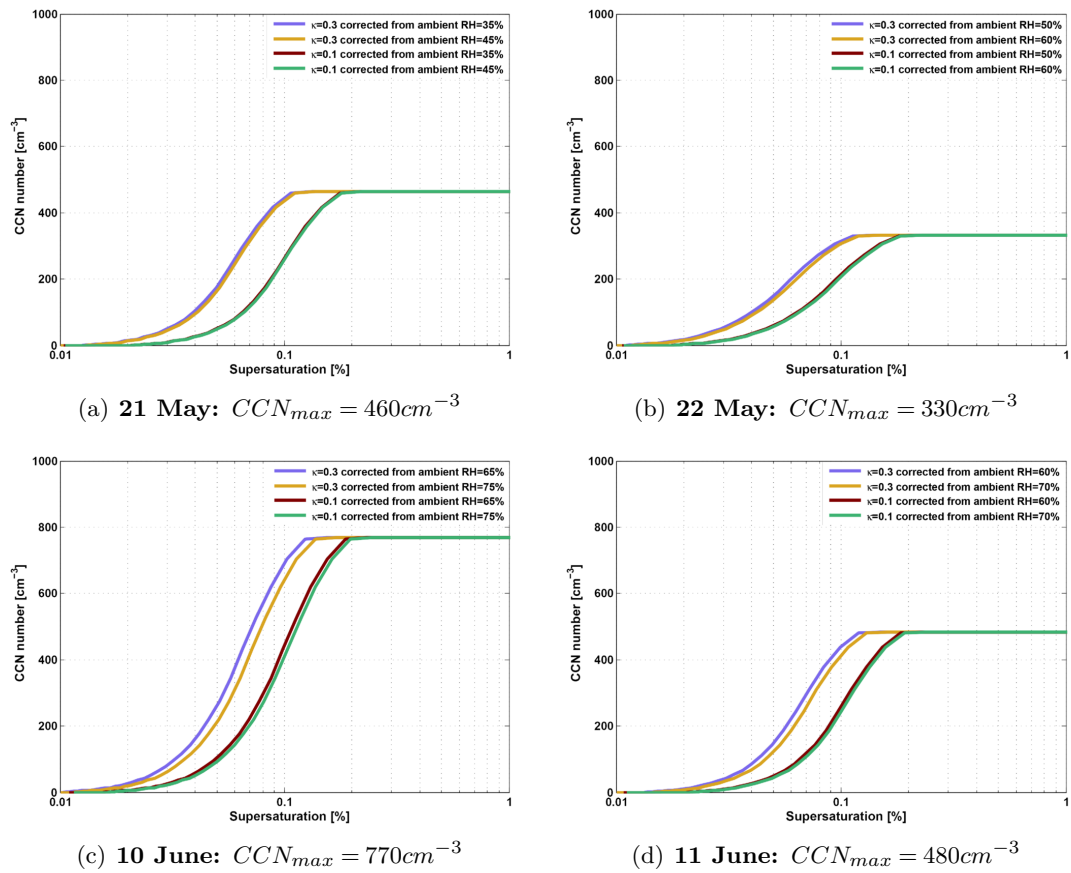 1000
800
600
400
200
0
CCN number [cm⁻³]
κ=0.3 corrected from ambient RH=35%
κ=0.3 corrected from ambient RH=45%
κ=0.1 corrected from ambient RH=35%
κ=0.1 corrected from ambient RH=45%
0.01 0.1 1
Supersaturation [%]
(a) 21 May: CCN_max = 460cm⁻³
1000
800
600
400
200
0
CCN number [cm⁻³]
κ=0.3 corrected from ambient RH=50%
κ=0.3 corrected from ambient RH=60%
κ=0.1 corrected from ambient RH=50%
κ=0.1 corrected from ambient RH=60%
0.01 0.1 1
Supersaturation [%]
(b) 22 May: CCN_max = 330cm⁻³
1000
800
600
400
200
0
CCN number [cm⁻³]
κ=0.3 corrected from ambient RH=65%
κ=0.3 corrected from ambient RH=75%
κ=0.1 corrected from ambient RH=65%
κ=0.1 corrected from ambient RH=75%
0.01 0.1 1
Supersaturation [%]
(c) 10 June: CCN_max = 770cm⁻³
1000
800
600
400
200
0
CCN number [cm⁻³]
κ=0.3 corrected from ambient RH=60%
κ=0.3 corrected from ambient RH=70%
κ=0.1 corrected from ambient RH=60%
κ=0.1 corrected from ambient RH=70%
0.01 0.1 1
Supersaturation [%]
(d) 11 June: CCN_max = 480cm⁻³